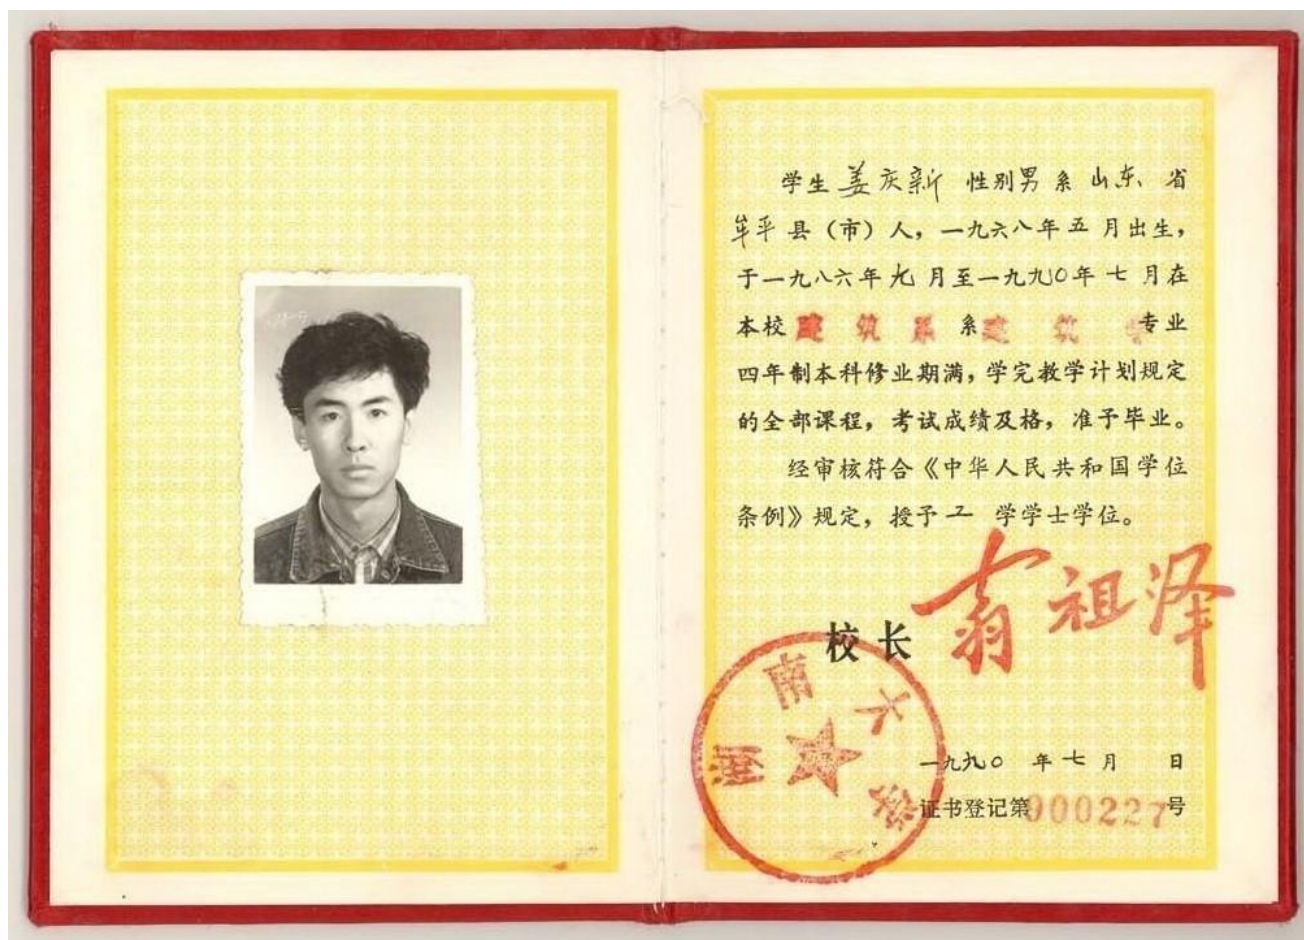 学生 姜庆新 性别男 系 山东 省
牟平 县（市）人，一九六八年 五 月出生，
于一九八六年 九 月至一九九〇年 七 月在
本校 建筑系 系 建筑学 专业
四年制本科修业期满，学完教学计划规定
的全部课程，考试成绩及格，准予毕业。
经审核符合《中华人民共和国学位
条例》规定，授予 工 学学士学位。
校长 翁祖泽
湖南大学
一九九〇 年 七 月 日
证书登记第000227号